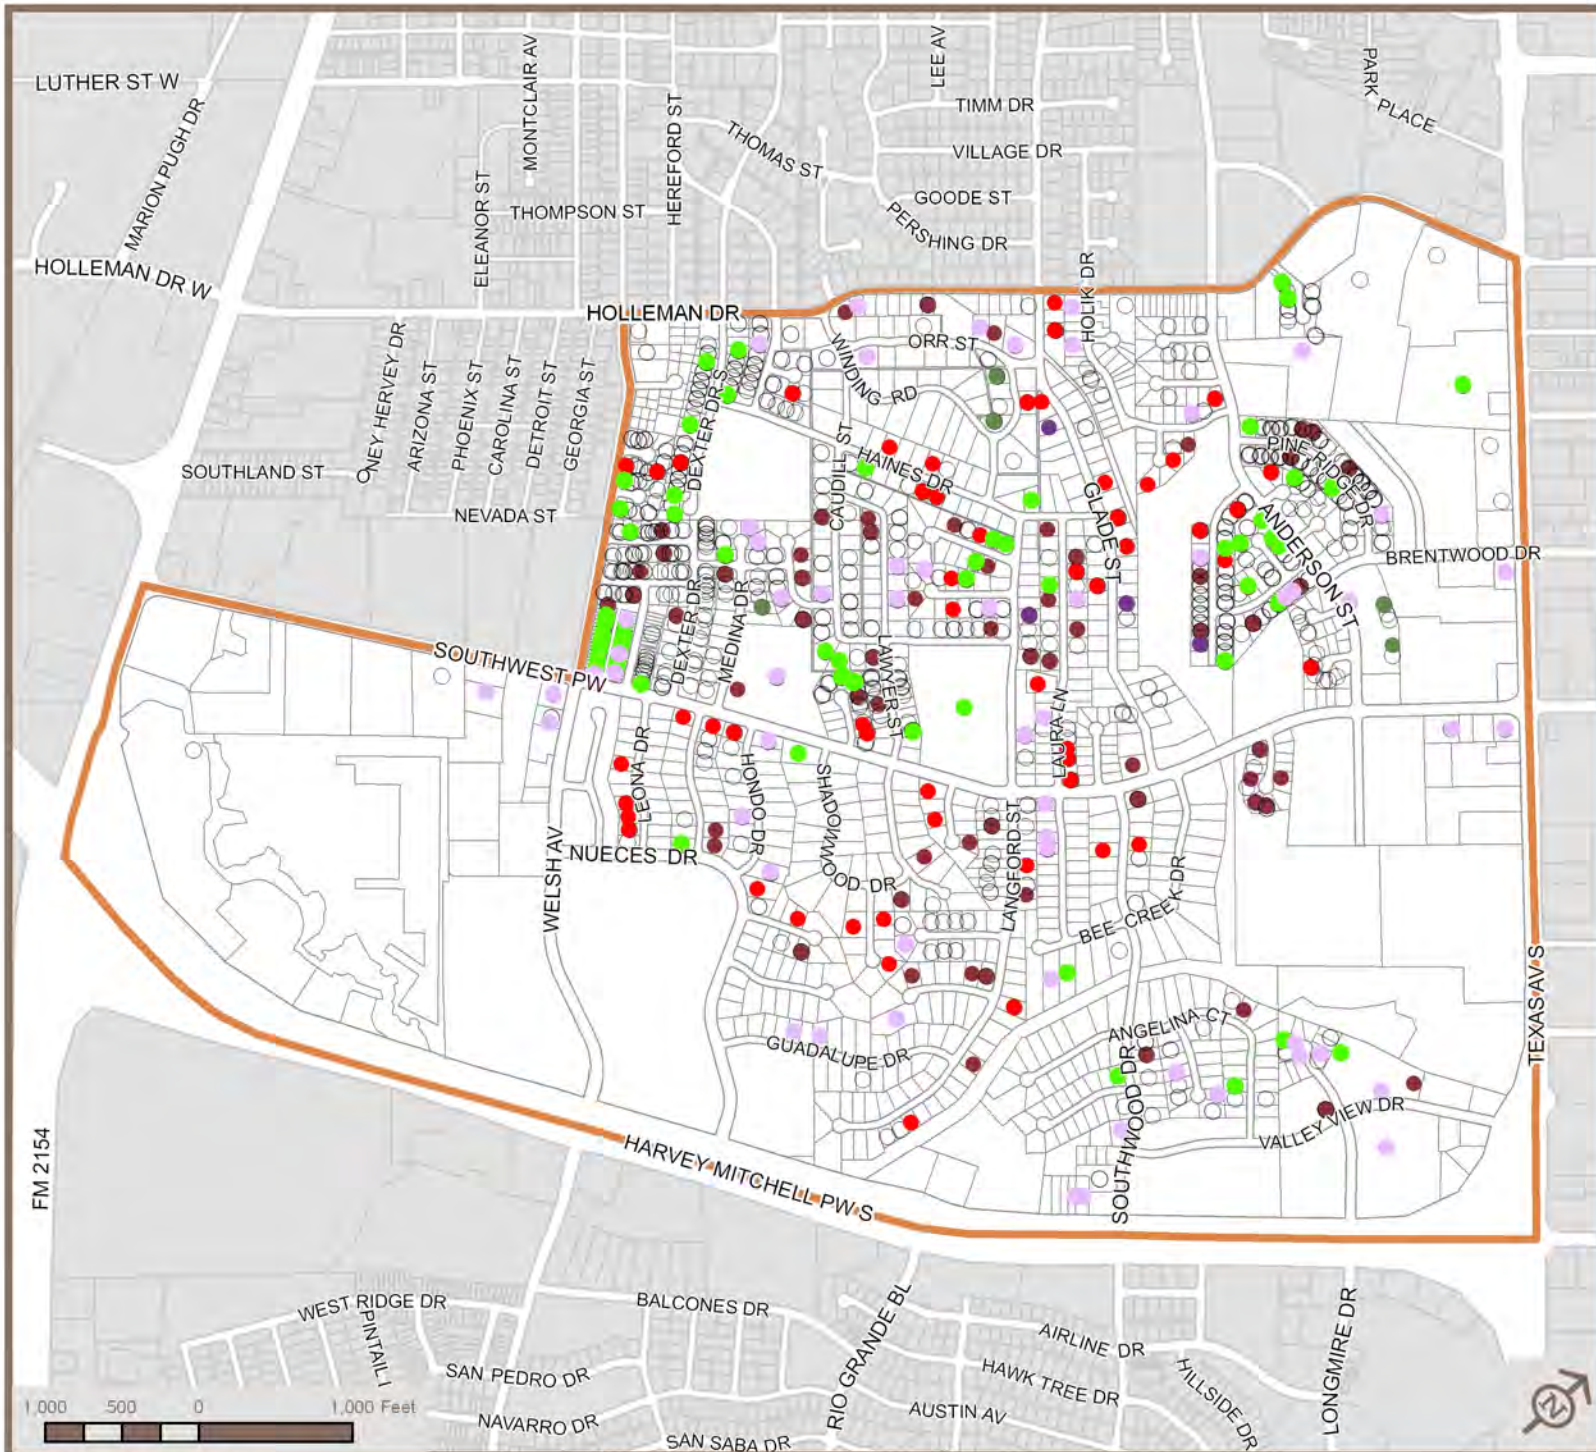 LUTHER ST W
MARION PUGH DR
MONTCLAIR AV
HEREFORD ST
THOMAS ST
LEE AV
TIMM DR
VILLAGE DR
PARK PLACE
ELEANOR ST
THOMPSON ST
GOODE ST
PERSHING DR
HOLLEMAN DR W
HOLLEMAN DR
HOLIK DR
ORR ST
WINDING RD
ONEY HERVEY DR
ARIZONA ST
PHOENIX ST
CAROLINA ST
DETROIT ST
GEORGIA ST
DEXTER DR S
SOUTHLAND ST
NEVADA ST
CAUDILL ST
HAINES DR
GLADE ST
PINE RIDGE DR
ANDERSON ST
BRENTWOOD DR
SOUTHWEST PW
DEXTER DR
MEDINA DR
LAWYER ST
LAURA LN
LEONA DR
HONDO DR
SHADOWWOOD DR
LANGFORD ST
NUECES DR
WELSH AV
BEE CREEK DR
TEXAS AV S
GUADALUPE DR
ANGELINA CT
SOUTHWOOD DR
VALLEY VIEW DR
FM 2154
HARVEY MITCHELL PW S
WEST RIDGE DR
PINTAIL
BALCONES DR
RIO GRANDE BL
AIRLINE DR
HAWK TREE DR
HILLSIDE DR
LONGMIRE DR
SAN PEDRO DR
NAVARRO DR
SAN SABA DR
AUSTIN AV
1,000 500 0 1,000 Feet
N